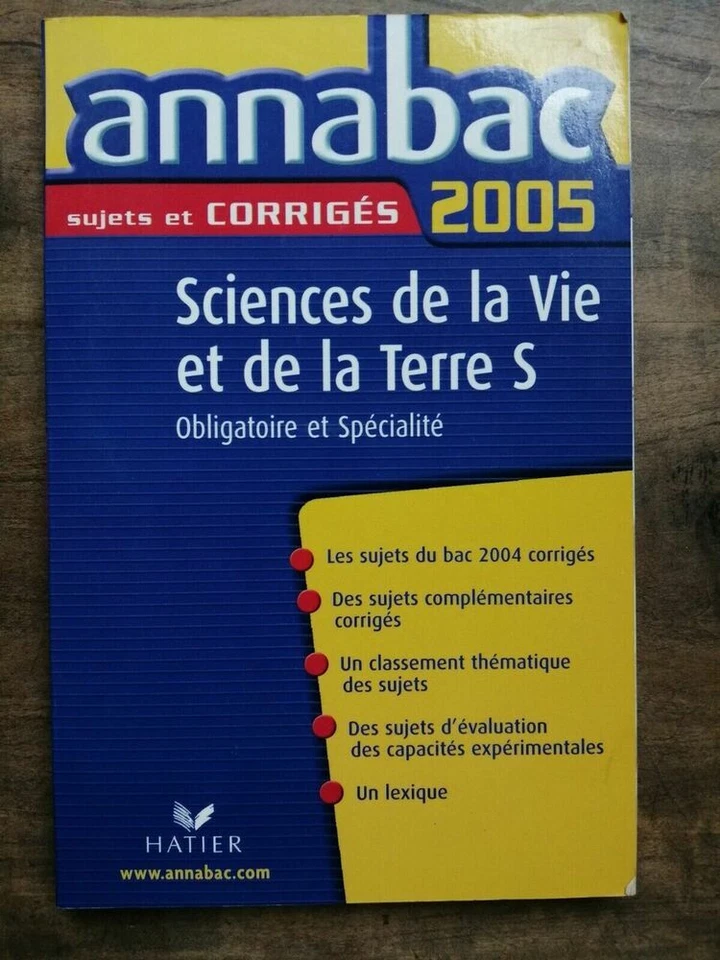 annabac
sujets et CORRIGÉS 2005
Sciences de la Vie
et de la Terre S
Obligatoire et Spécialité
Les sujets du bac 2004 corrigés
Des sujets complémentaires
corrigés
Un classement thématique
des sujets
Des sujets d'évaluation
des capacités expérimentales
Un lexique
HATIER
www.annabac.com